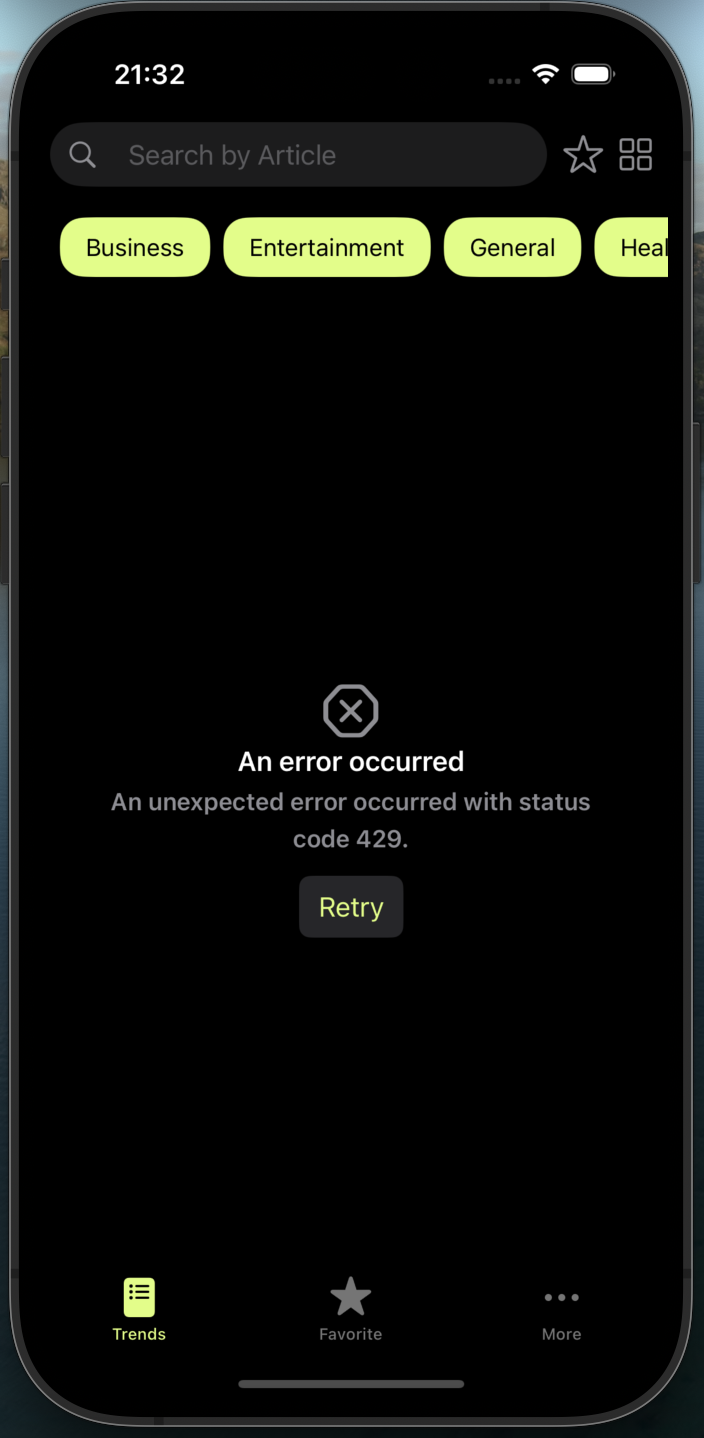 21:32
Search by Article
Business
Entertainment
General
Heal
An error occurred
An unexpected error occurred with status
code 429.
Retry
Trends
Favorite
More